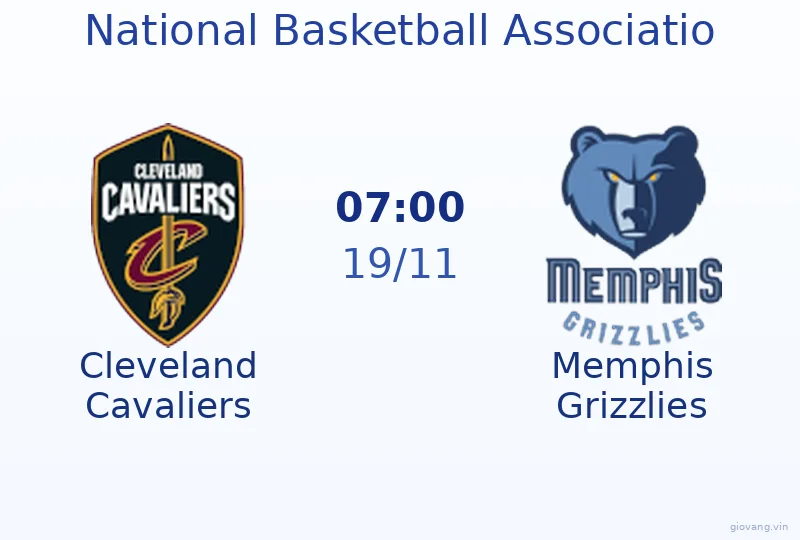 National Basketball Associatio
CLEVELAND
CAVALIERS
C
07:00
19/11
MEMPHIS
GRIZZLIES
Cleveland
Cavaliers
Memphis
Grizzlies
giovang.vin